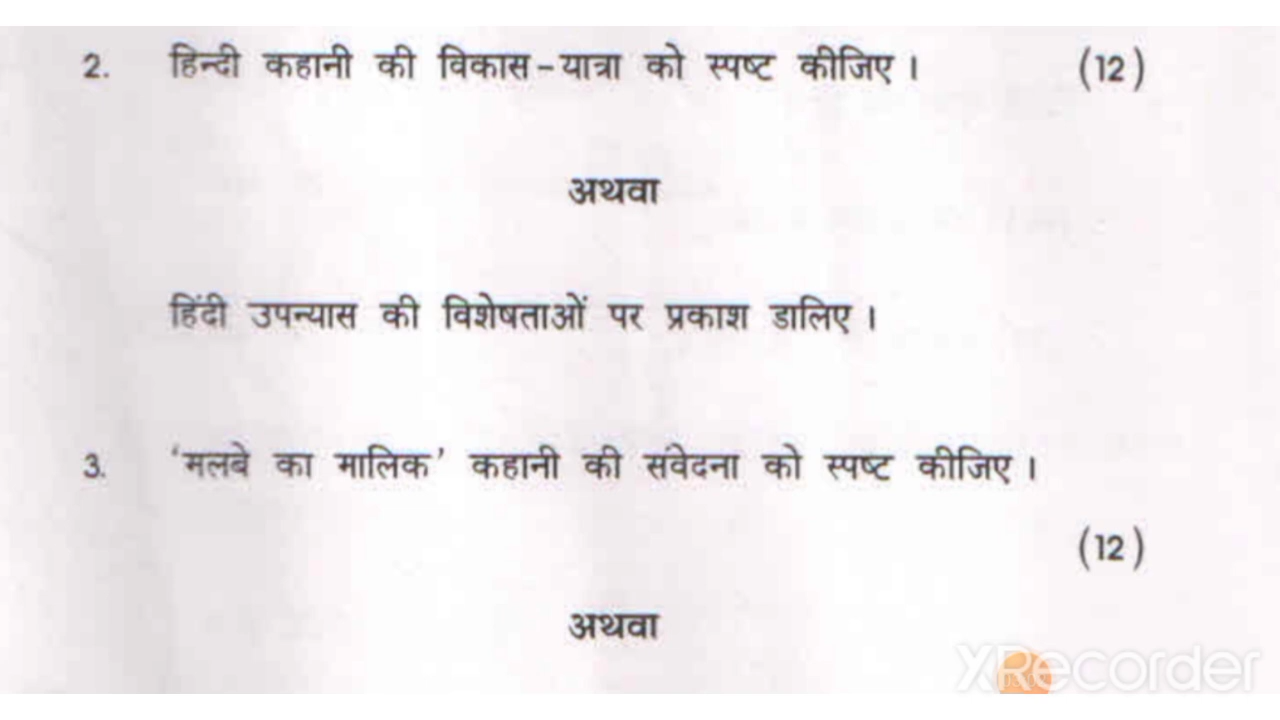 2. हिन्दी कहानी की विकास-यात्रा को स्पष्ट कीजिए । (12)
अथवा
हिंदी उपन्यास की विशेषताओं पर प्रकाश डालिए ।
3. 'मलबे का मालिक' कहानी की संवेदना को स्पष्ट कीजिए ।
(12)
अथवा
XRecorder